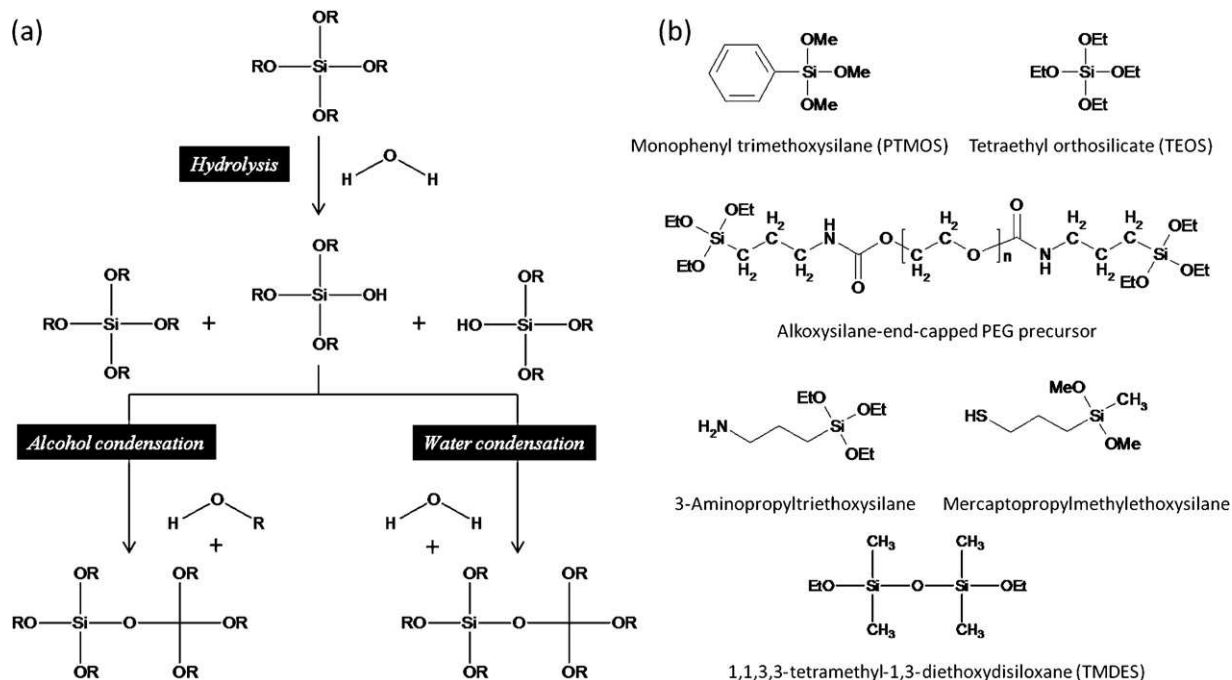 (a)
OR
RO Si OR
OR
Hydrolysis
O
H H
OR
RO Si OR
OR
+
OR
RO Si OH
OR
+
OR
HO Si OR
OR
Alcohol condensation
Water condensation
O
H R
+
O
H H
+
OR OR
RO Si O OR
OR OR
OR OR
RO Si O OR
OR OR
(b)
OMe
Si OMe
OMe
Monophenyl trimethoxysilane (PTMOS)
OEt
EtO Si OEt
OEt
Tetraethyl orthosilicate (TEOS)
EtO OEt H2 H2 O H2 H2 OEt
Si C NH O O C Si OEt
EtO C H2 C H2 O C H2 n N H C H2 EtO OEt
Alkoxysilane-end-capped PEG precursor
EtO OEt
H2N Si
OEt
3-Aminopropyltriethoxysilane
MeO CH3
HS Si
OMe
Mercaptopropylmethylethoxysilane
CH3 CH3
EtO Si O Si OEt
CH3 CH3
1,1,3,3-tetramethyl-1,3-diethoxydisiloxane (TMDES)